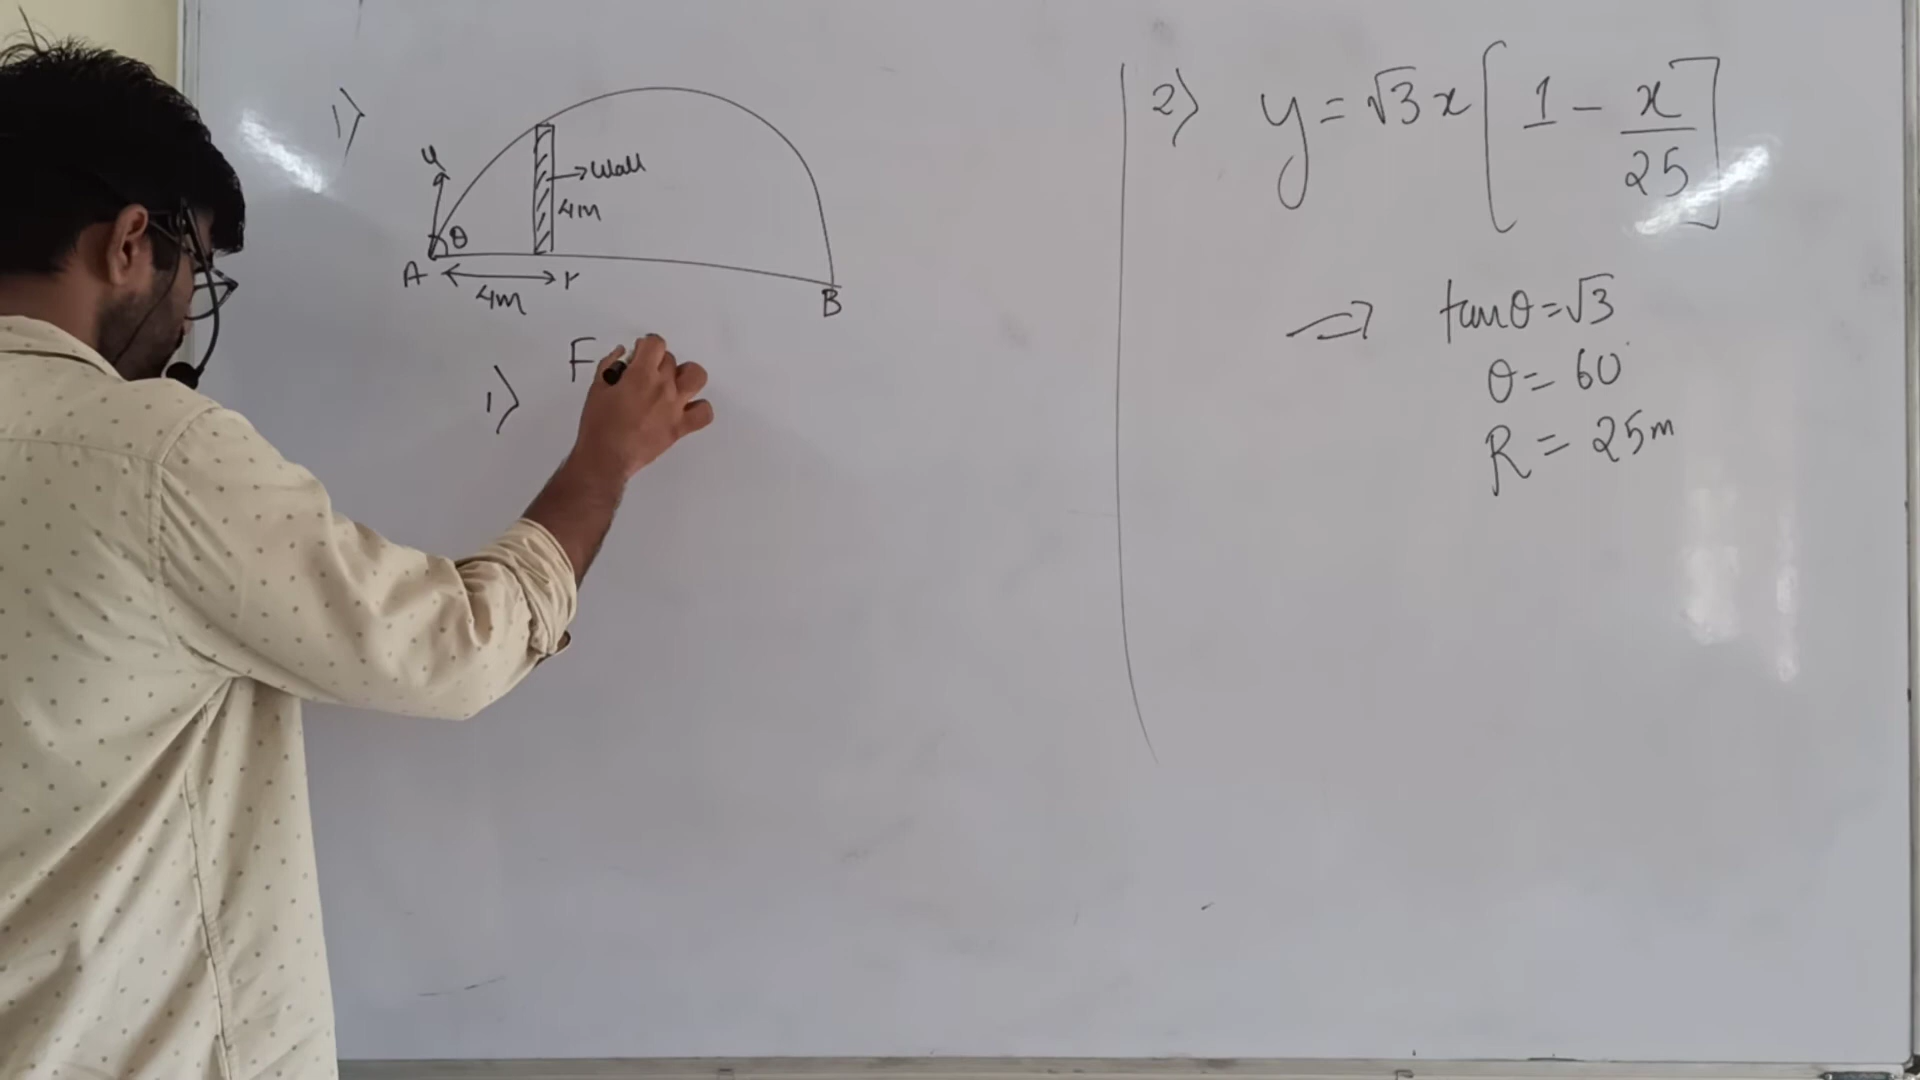 1)
u
θ
→ Wall
4m
A
4m
B
1) F
2) y = √3 x [ 1 - x/25 ]
⇒ tanθ = √3
θ = 60°
R = 25m